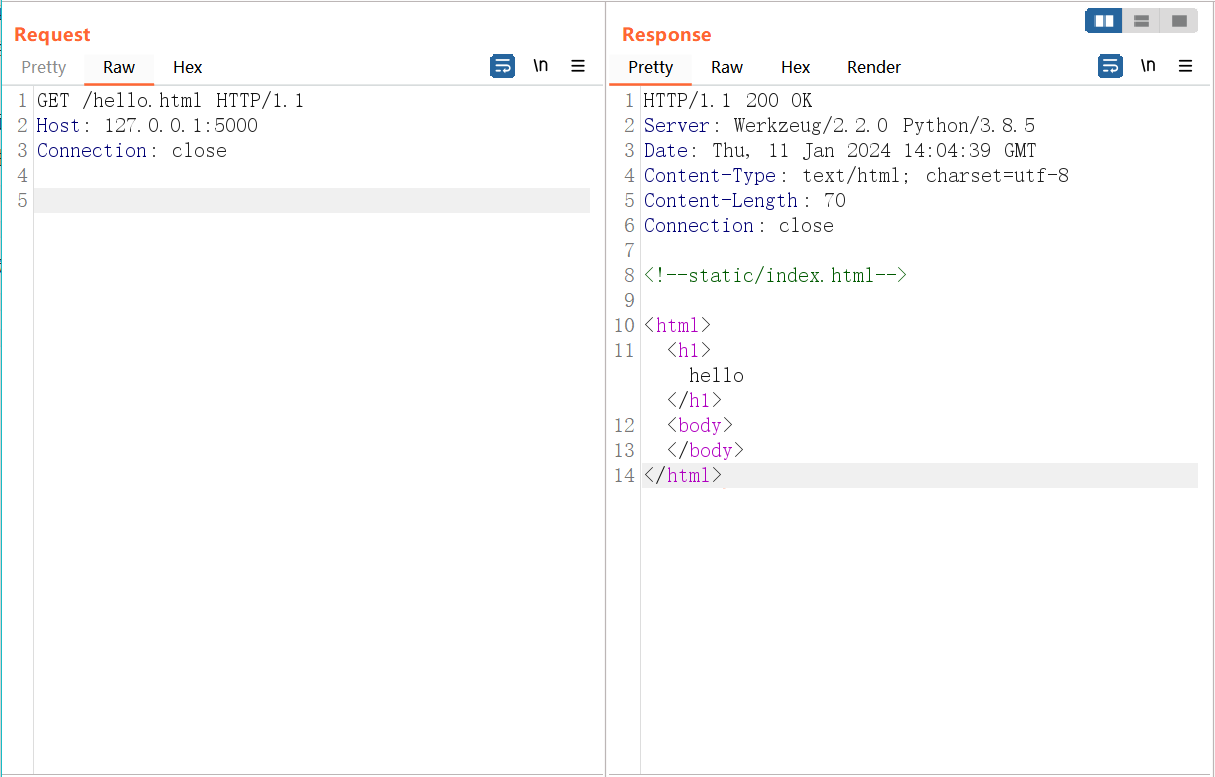 Request
Pretty Raw Hex \n
1 GET /hello.html HTTP/1.1
2 Host: 127.0.0.1:5000
3 Connection: close
4
5
Response
Pretty Raw Hex Render \n
1 HTTP/1.1 200 OK
2 Server: Werkzeug/2.2.0 Python/3.8.5
3 Date: Thu, 11 Jan 2024 14:04:39 GMT
4 Content-Type: text/html; charset=utf-8
5 Content-Length: 70
6 Connection: close
7
8 <!--static/index.html-->
9
10 <html>
11 <h1>
hello
</h1>
12 <body>
13 </body>
14 </html>